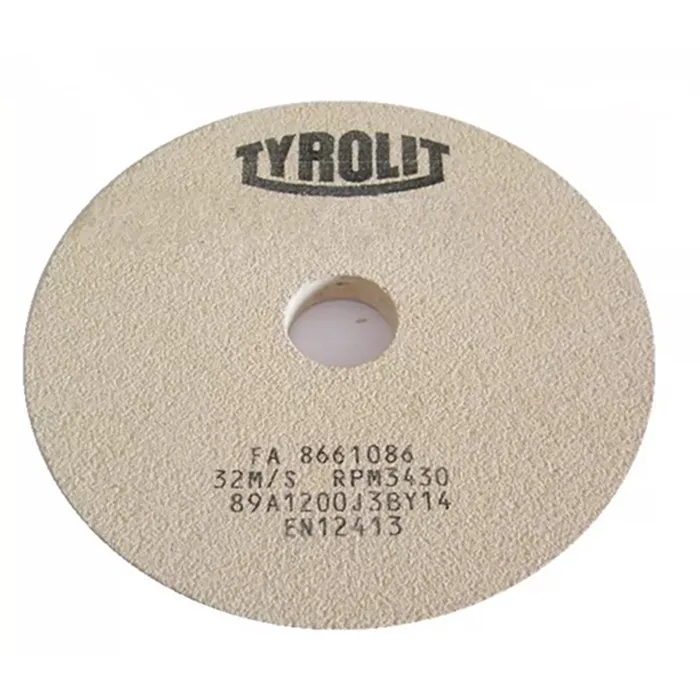 TYROLIT
FA 8661086
32M/S RPM3430
89A1200J3BY14
EN12413